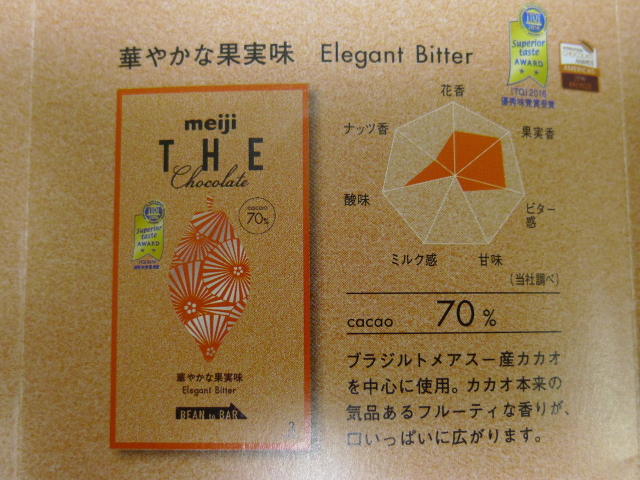 華やかな果実味 Elegant Bitter
Superior
taste
AWARD
iTQi 2016
優秀味覚賞受賞
meiji
THE
Chocolate
cacao
70%
Superior
taste
AWARD
華やかな果実味
Elegant Bitter
BEAN to BAR
花香
ナッツ香
果実香
酸味
ビター
感
ミルク感
甘味
(当社調べ)
cacao 70%
ブラジルトメアスー産カカオ
を中心に使用。カカオ本来の
気品あるフルーティな香りが、
口いっぱいに広がります。